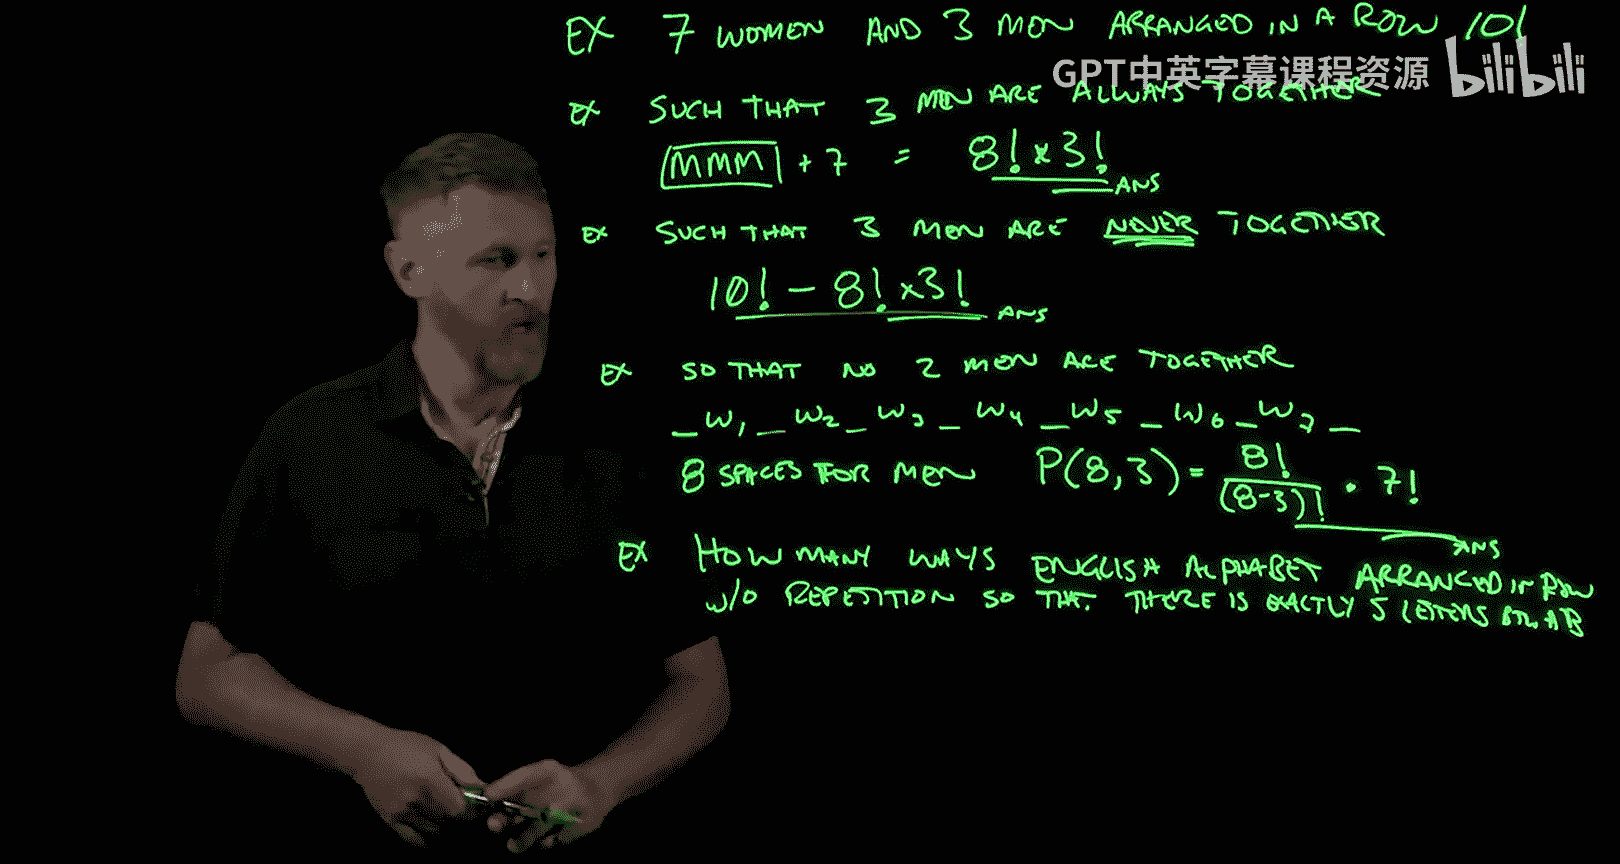 EX 7 WOMEN AND 3 MEN ARRANGED IN A ROW 10!
GPT中英字幕课程资源 bilibili
EX SUCH THAT 3 MEN ARE ALWAYS TOGETHER
MMM + 7 = 8! x 3! ANS
EX SUCH THAT 3 MEN ARE NEVER TOGETHER
10! - 8! x 3! ANS
EX SO THAT NO 2 MEN ARE TOGETHER
_ W1 _ W2 _ W3 _ W4 _ W5 _ W6 _ W7 _
8 SPACES FOR MEN P(8,3) = 8!/(8-3)! · 7!
ANS
EX HOW MANY WAYS ENGLISH ALPHABET ARRANGED IN ROW
W/O REPETITION SO THAT THERE IS EXACTLY 5 LETTERS BTW AB